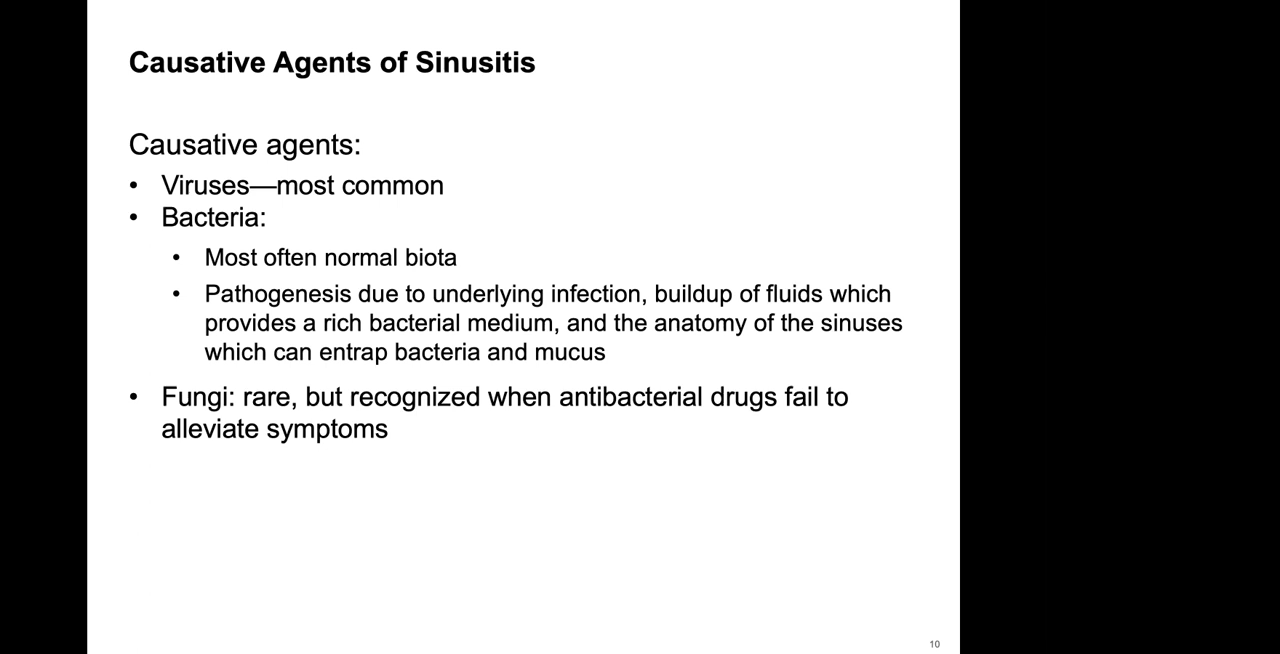 Causative Agents of Sinusitis
Causative agents:
• Viruses—most common
• Bacteria:
• Most often normal biota
• Pathogenesis due to underlying infection, buildup of fluids which
provides a rich bacterial medium, and the anatomy of the sinuses
which can entrap bacteria and mucus
• Fungi: rare, but recognized when antibacterial drugs fail to
alleviate symptoms
10